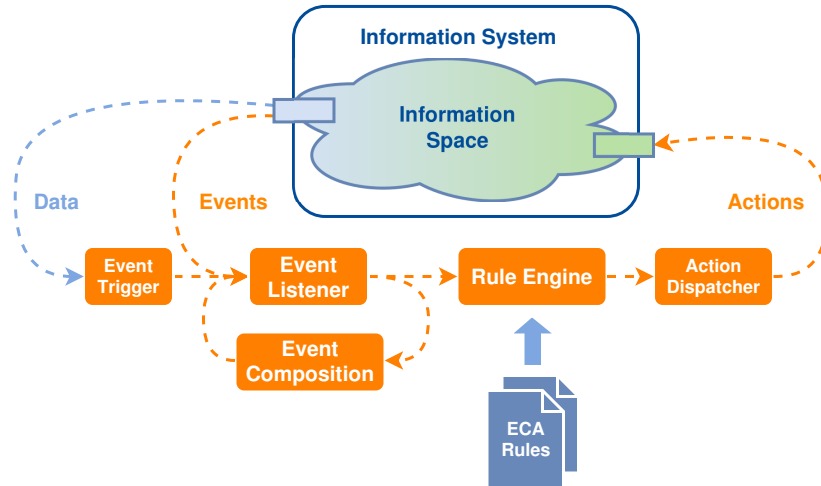 Information System
Information
Space
Data
Events
Actions
Event
Trigger
Event
Listener
Rule Engine
Action
Dispatcher
Event
Composition
ECA
Rules